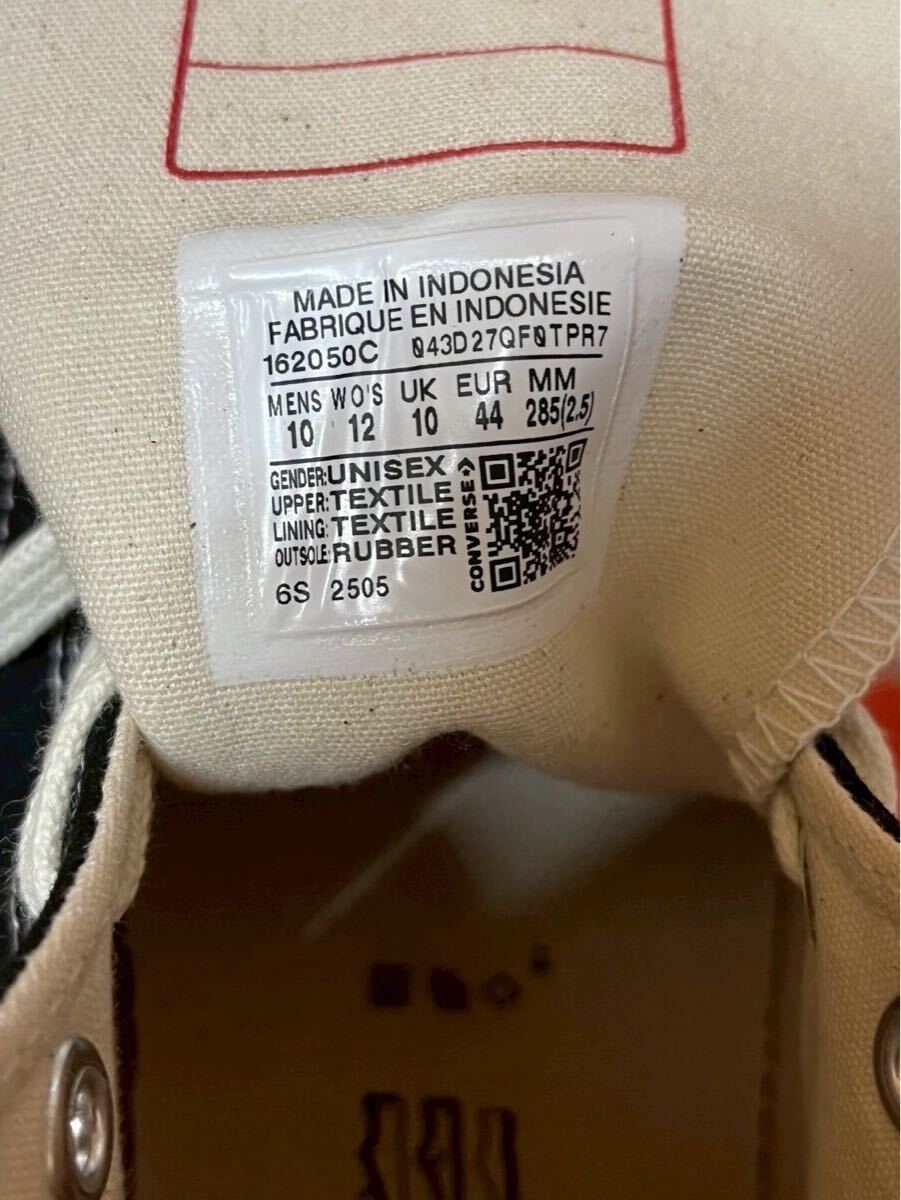 MADE IN INDONESIA
FABRIQUE EN INDONESIE
162050C 043D27QF0TPR7
MENS WO'S UK EUR MM
10 12 10 44 285(2,5)
GENDER:UNISEX
UPPER:TEXTILE
LINING:TEXTILE
OUTSOLE:RUBBER
CONVERSE
6S 2505